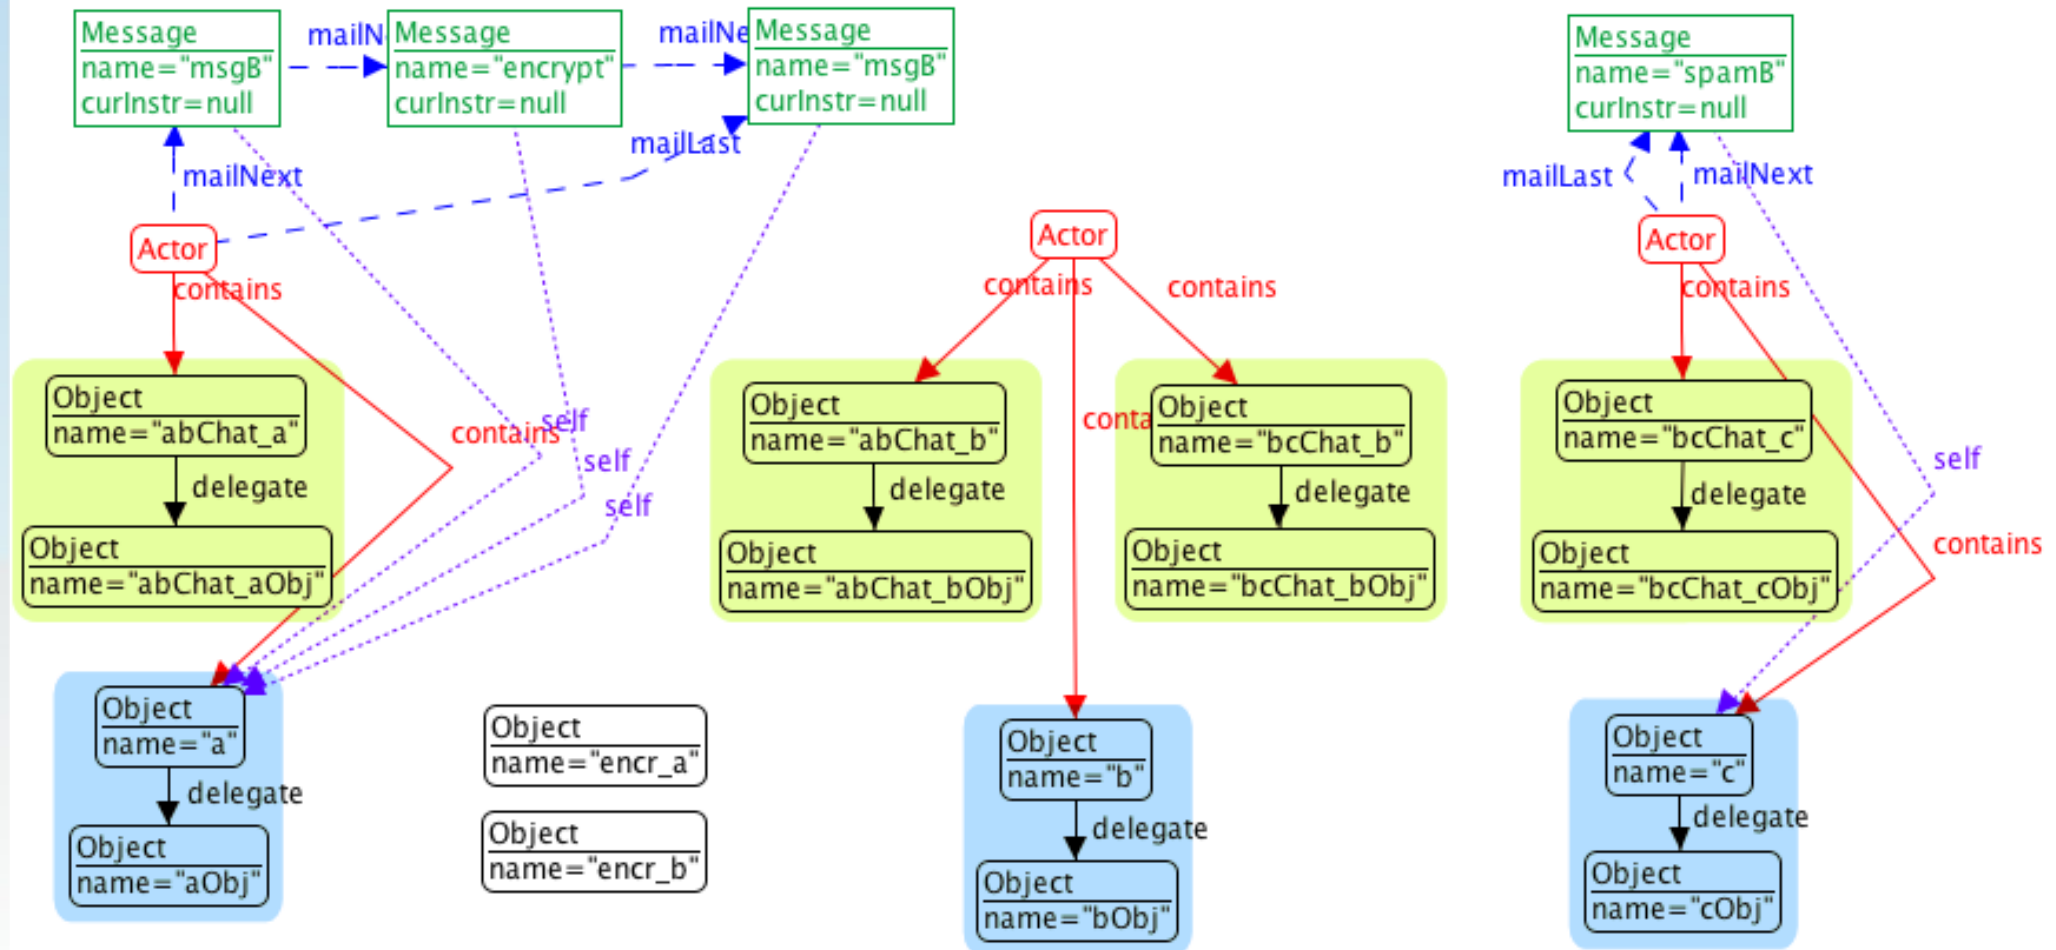 Message
name="msgB"
curInstr=null
mailN
Message
name="encrypt"
curInstr=null
mailNe
Message
name="msgB"
curInstr=null
Message
name="spamB"
curInstr=null
mailNext
mailLast
mailLast
mailNext
Actor
Actor
Actor
contains
contains
contains
contains
Object
name="abChat_a"
contains
self
self
self
delegate
Object
name="abChat_aObj"
Object
name="abChat_b"
delegate
Object
name="abChat_bObj"
conta
Object
name="bcChat_b"
delegate
Object
name="bcChat_bObj"
Object
name="bcChat_c"
delegate
Object
name="bcChat_cObj"
self
contains
Object
name="a"
delegate
Object
name="aObj"
Object
name="encr_a"
Object
name="encr_b"
Object
name="b"
delegate
Object
name="bObj"
Object
name="c"
delegate
Object
name="cObj"